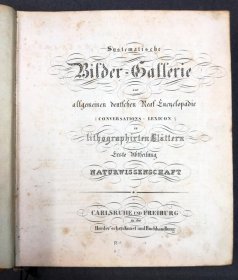 Systematische
Bilder-Gallerie
zur
allgemeinen deutschen Real Encyclopädie
(CONVERSATIONS-LEXICON)
in
lithographirten Blättern
Erste Abtheilung
NATURWISSENSCHAFT
CARLSRUHE UND FREIBURG
in der
Herder'schen Kunst und Buchhandlung